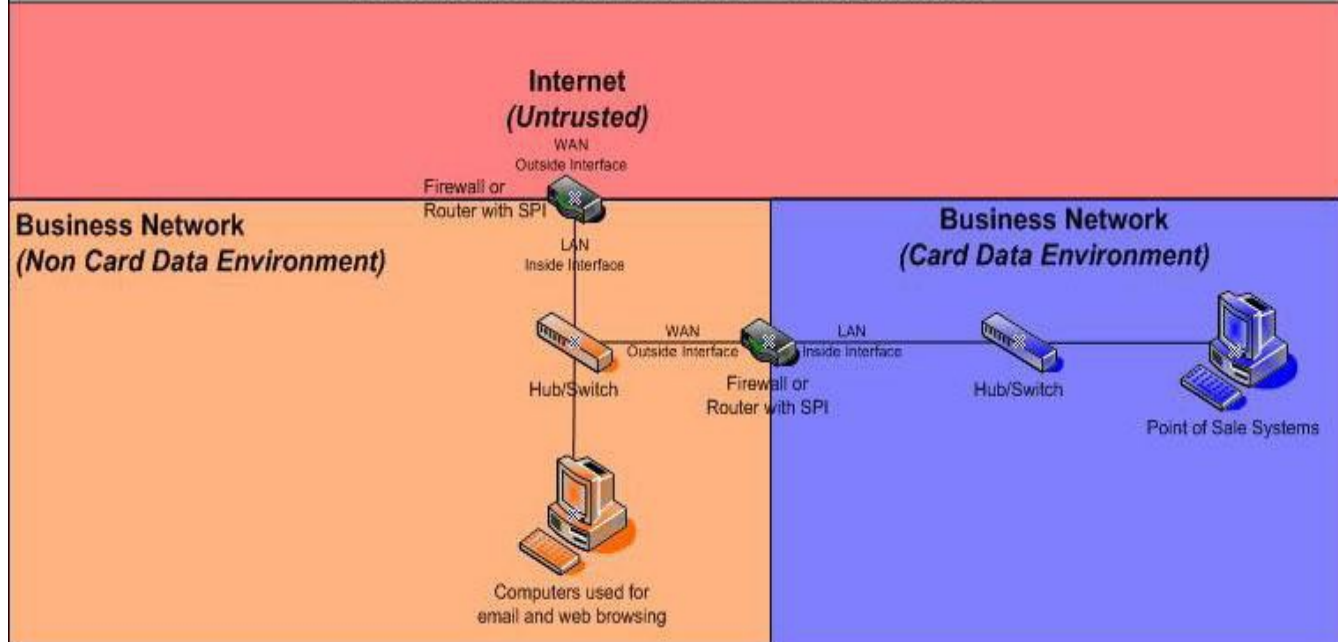 Internet
(Untrusted)
WAN
Outside Interface
Firewall or
Router with SPI
LAN
Inside Interface
Business Network
(Non Card Data Environment)
Business Network
(Card Data Environment)
WAN
Outside Interface
Firewall or
Router with SPI
LAN
Inside Interface
Hub/Switch
Hub/Switch
Point of Sale Systems
Computers used for
email and web browsing